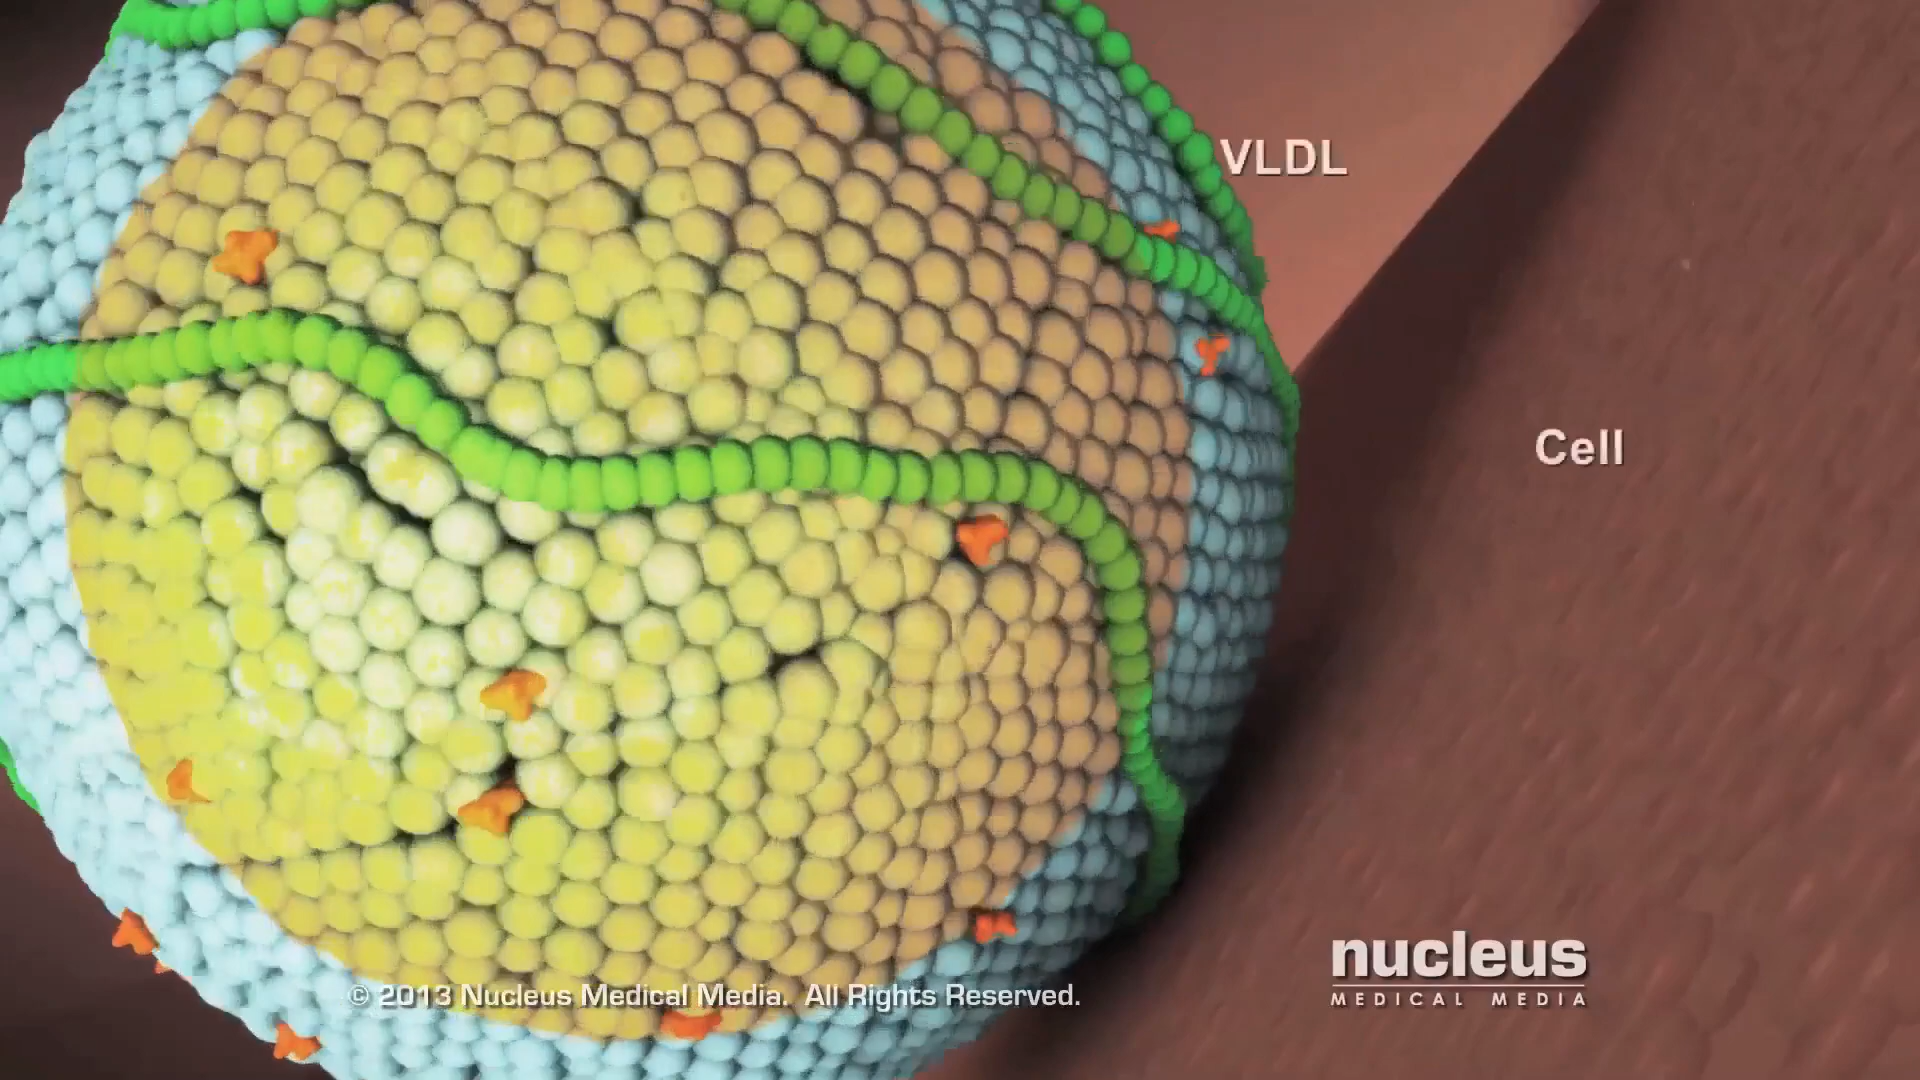 VLDL
Cell
nucleus
MEDICAL MEDIA
© 2013 Nucleus Medical Media. All Rights Reserved.